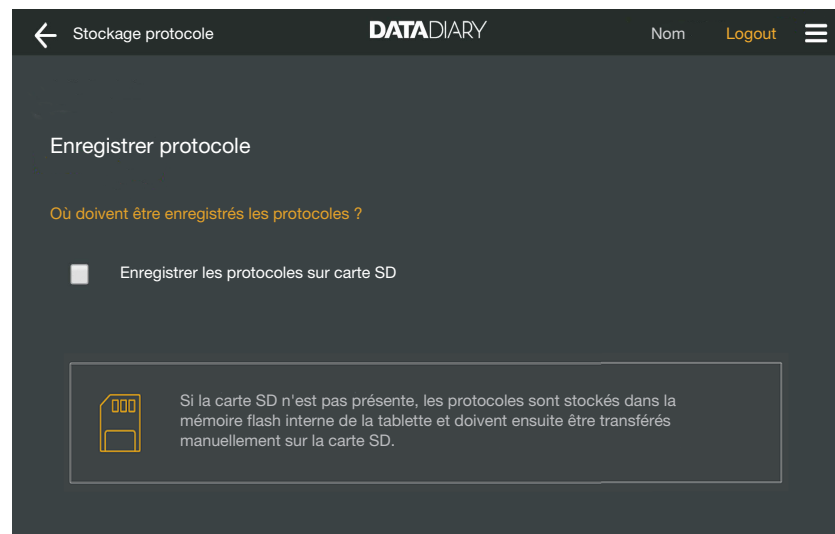 Stockage protocole DATADIARY Nom Logout
Enregistrer protocole
Où doivent être enregistrés les protocoles ?
Enregistrer les protocoles sur carte SD
Si la carte SD n'est pas présente, les protocoles sont stockés dans la
mémoire flash interne de la tablette et doivent ensuite être transférés
manuellement sur la carte SD.